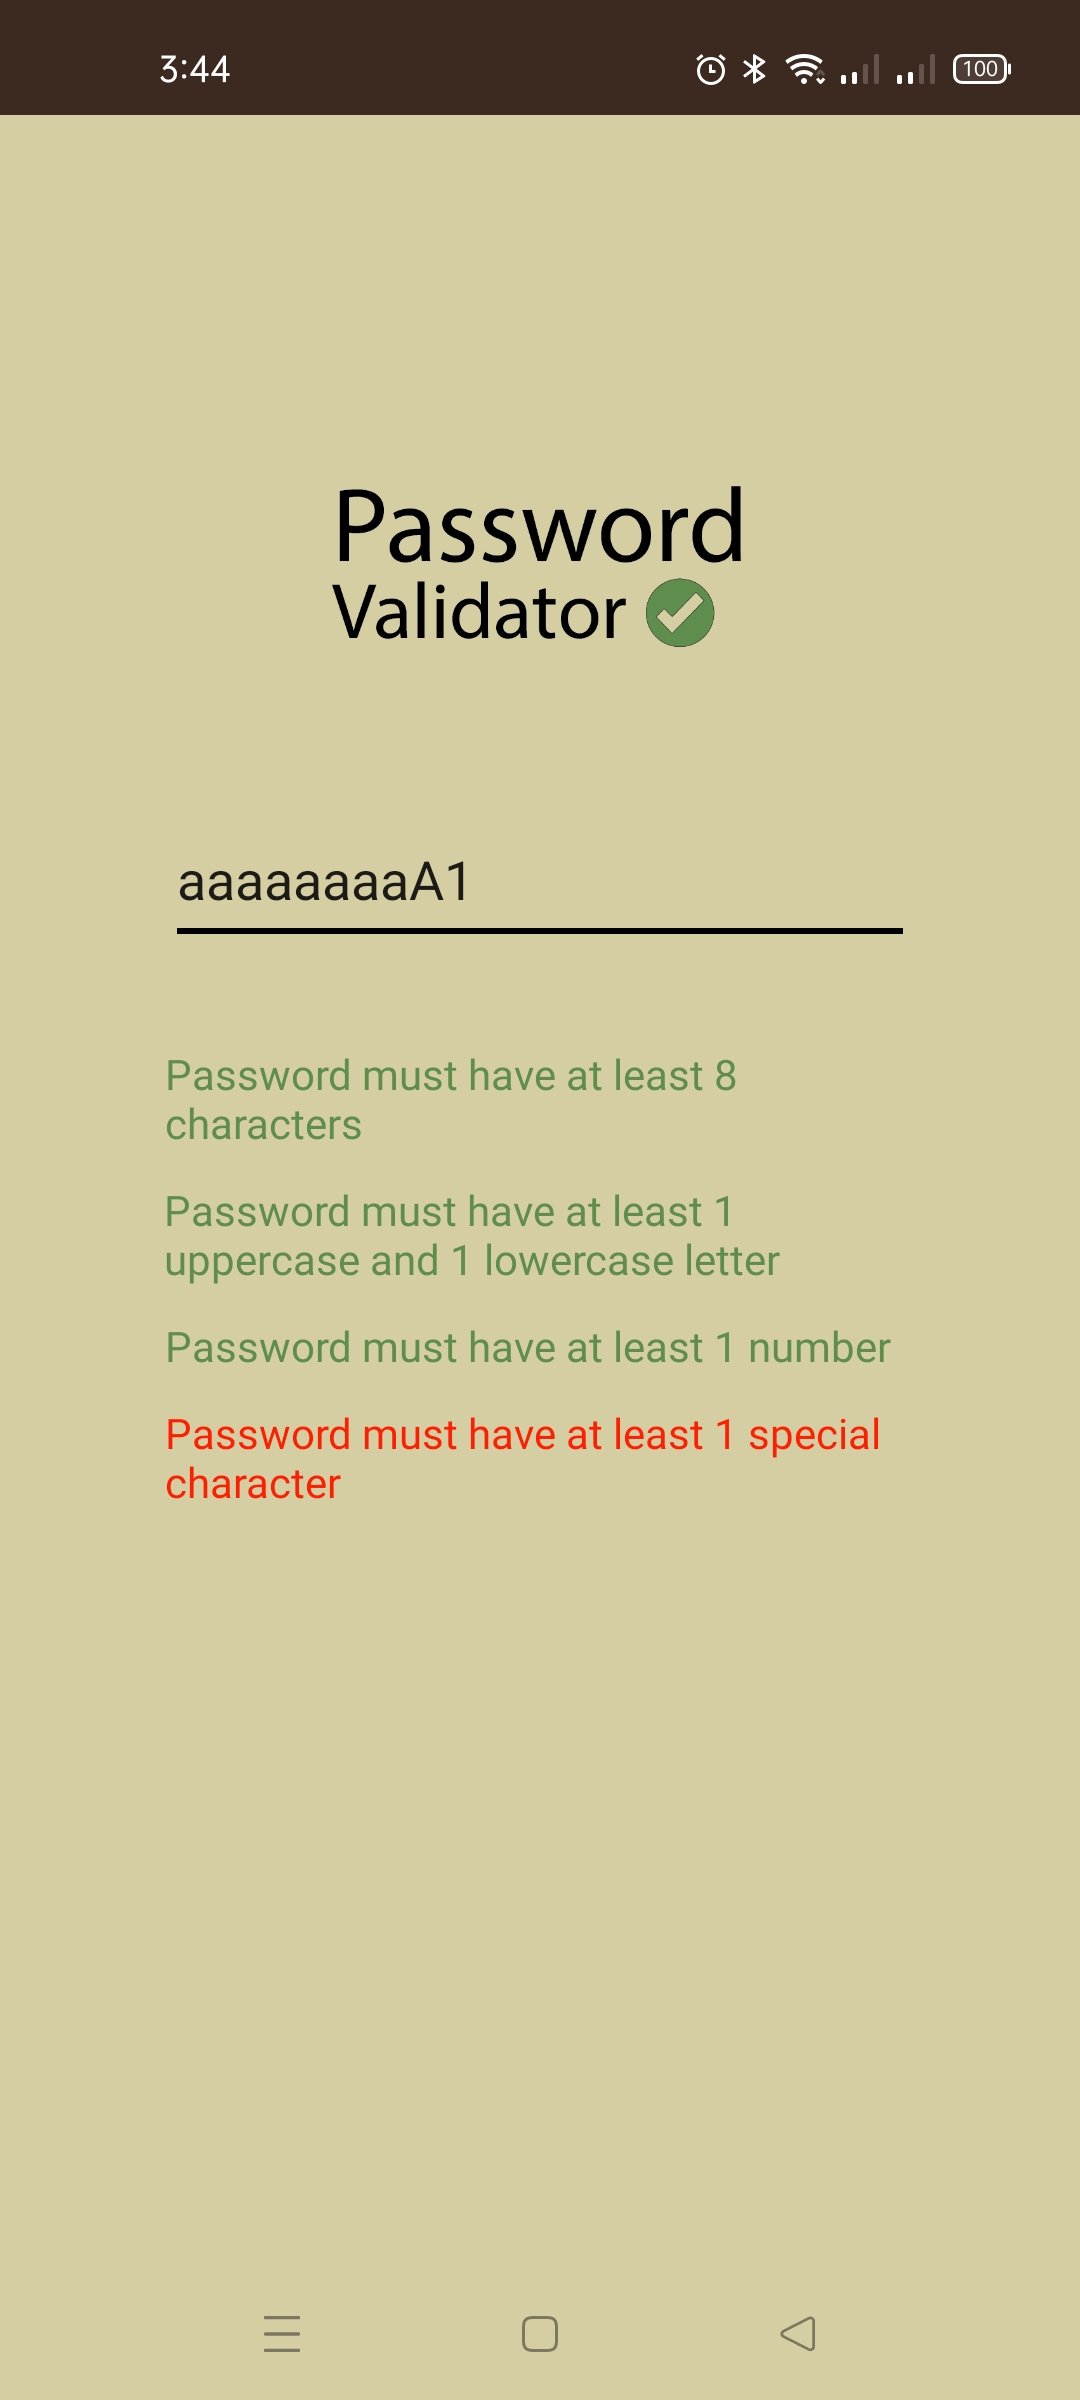 3:44
100
Password
Validator
aaaaaaaaA1
Password must have at least 8
characters
Password must have at least 1
uppercase and 1 lowercase letter
Password must have at least 1 number
Password must have at least 1 special
character